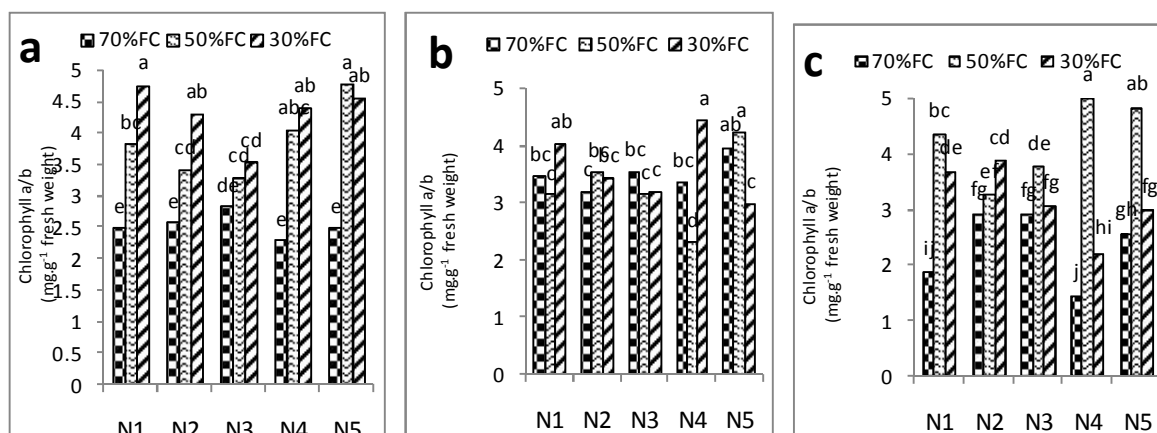 a
70%FC 50%FC 30%FC
Chlorophyll a/b
(mg.g⁻¹ fresh weight)
5
4.5
4
3.5
3
2.5
2
1.5
1
0.5
0
e bc a
e cd ab
de cd cd
e abc ab
e a ab
N1 N2 N3 N4 N5
b
70%FC 50%FC 30%FC
Chlorophyll a/b
(mg.g⁻¹ fresh weight)
5
4
3
2
1
0
bc c ab
c bc bc
bc c c
bc d a
ab a c
N1 N2 N3 N4 N5
c
70%FC 50%FC 30%FC
Chlorophyll a/b
(mg.g⁻¹ fresh weight)
5
4
3
2
1
0
ij bc de
fg ef cd
fg de fg
j a hi
gh ab fg
N1 N2 N3 N4 N5